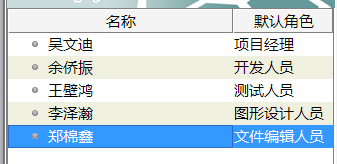 名称 默认角色
吴文迪 项目经理
余侨振 开发人员
王壁鸿 测试人员
李泽瀚 图形设计人员
郑棉鑫 文件编辑人员